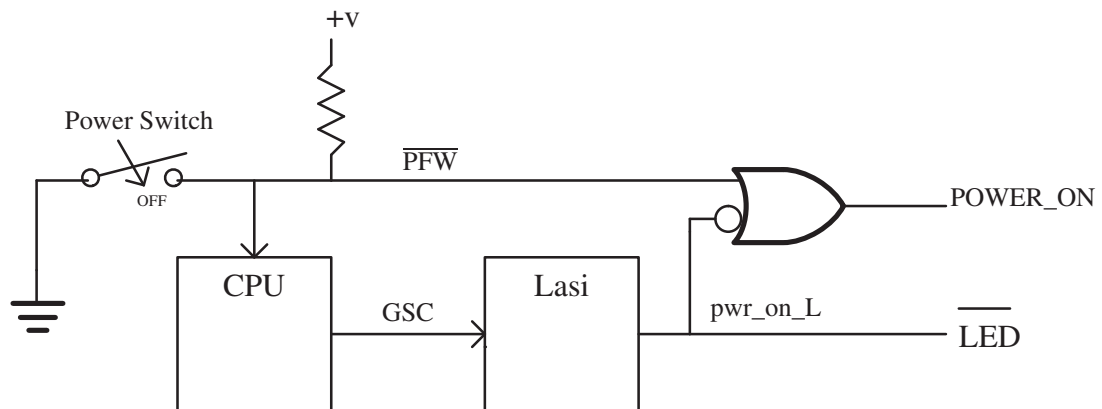 +v
Power Switch
OFF
PFW
POWER_ON
CPU
GSC
Lasi
pwr_on_L
LED